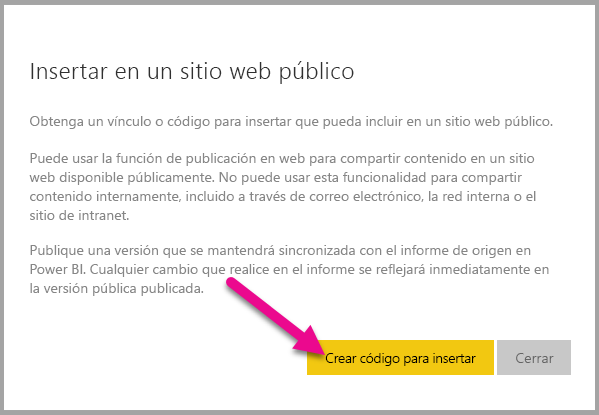 Insertar en un sitio web público
Obtenga un vínculo o código para insertar que pueda incluir en un sitio web público.
Puede usar la función de publicación en web para compartir contenido en un sitio
web disponible públicamente. No puede usar esta funcionalidad para compartir
contenido internamente, incluido a través de correo electrónico, la red interna o el
sitio de intranet.
Publique una versión que se mantendrá sincronizada con el informe de origen en
Power BI. Cualquier cambio que realice en el informe se reflejará inmediatamente en
la versión pública publicada.
Crear código para insertar
Cerrar